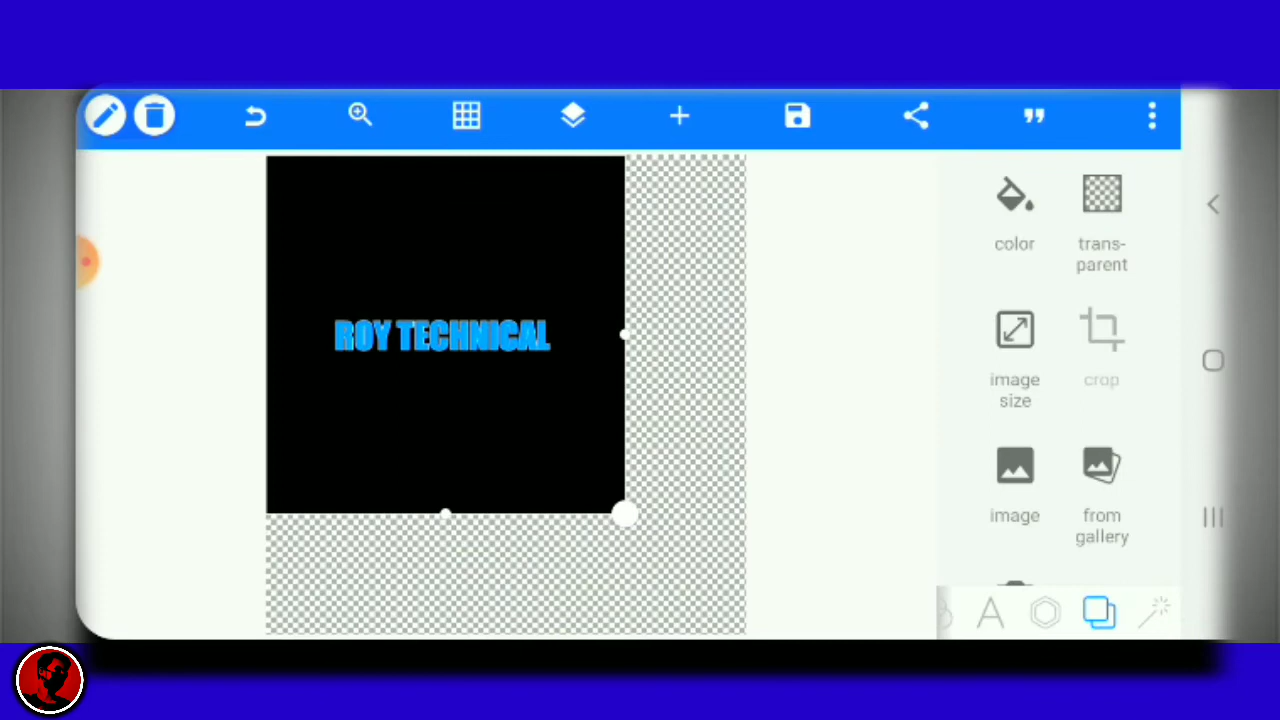 ROY TECHNICAL
color
trans-
parent
image
size
crop
image
from
gallery
A